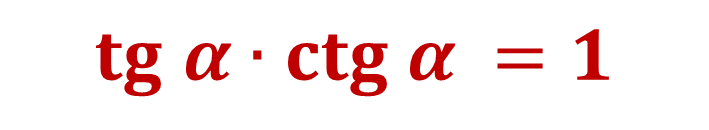 tg α · ctg α = 1